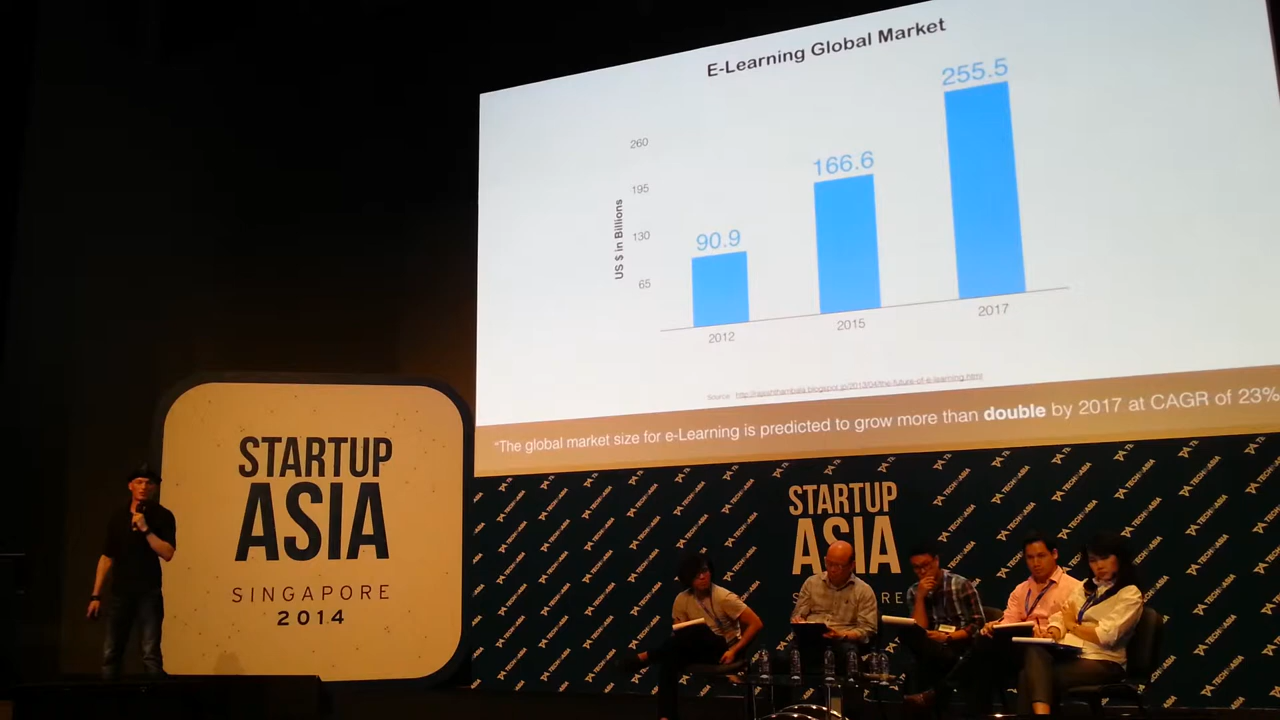 E-Learning Global Market
US $ in Billions
260
195
130
65
90.9
166.6
255.5
2012
2015
2017
"The global market size for e-Learning is predicted to grow more than double by 2017 at CAGR of 23%
STARTUP
ASIA
SINGAPORE
2014
STARTUP
ASIA
TECHINASIA